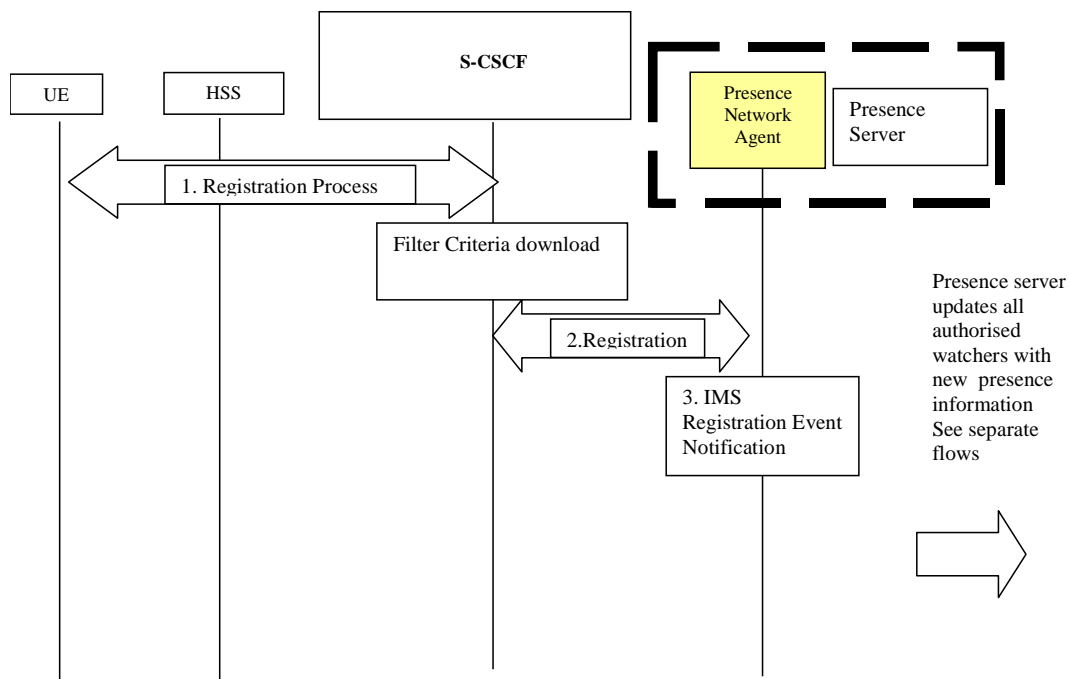 S-CSCF
UE
HSS
Presence
Network
Agent
Presence
Server
1. Registration Process
Filter Criteria download
2.Registration
3. IMS
Registration Event
Notification
Presence server
updates all
authorised
watchers with
new presence
information
See separate
flows